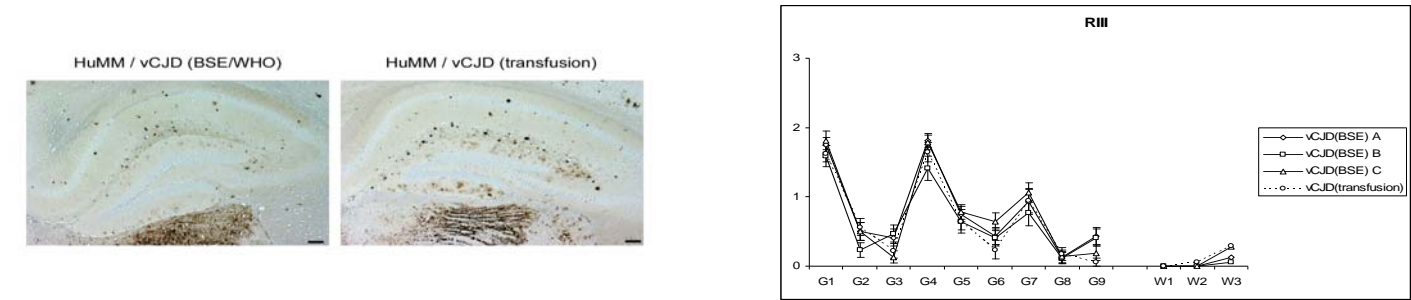 HuMM / vCJD (BSE/WHO)
HuMM / vCJD (transfusion)
RIII
3
2
1
0
G1 G2 G3 G4 G5 G6 G7 G8 G9 W1 W2 W3
vCJD(BSE) A
vCJD(BSE) B
vCJD(BSE) C
vCJD(transfusion)